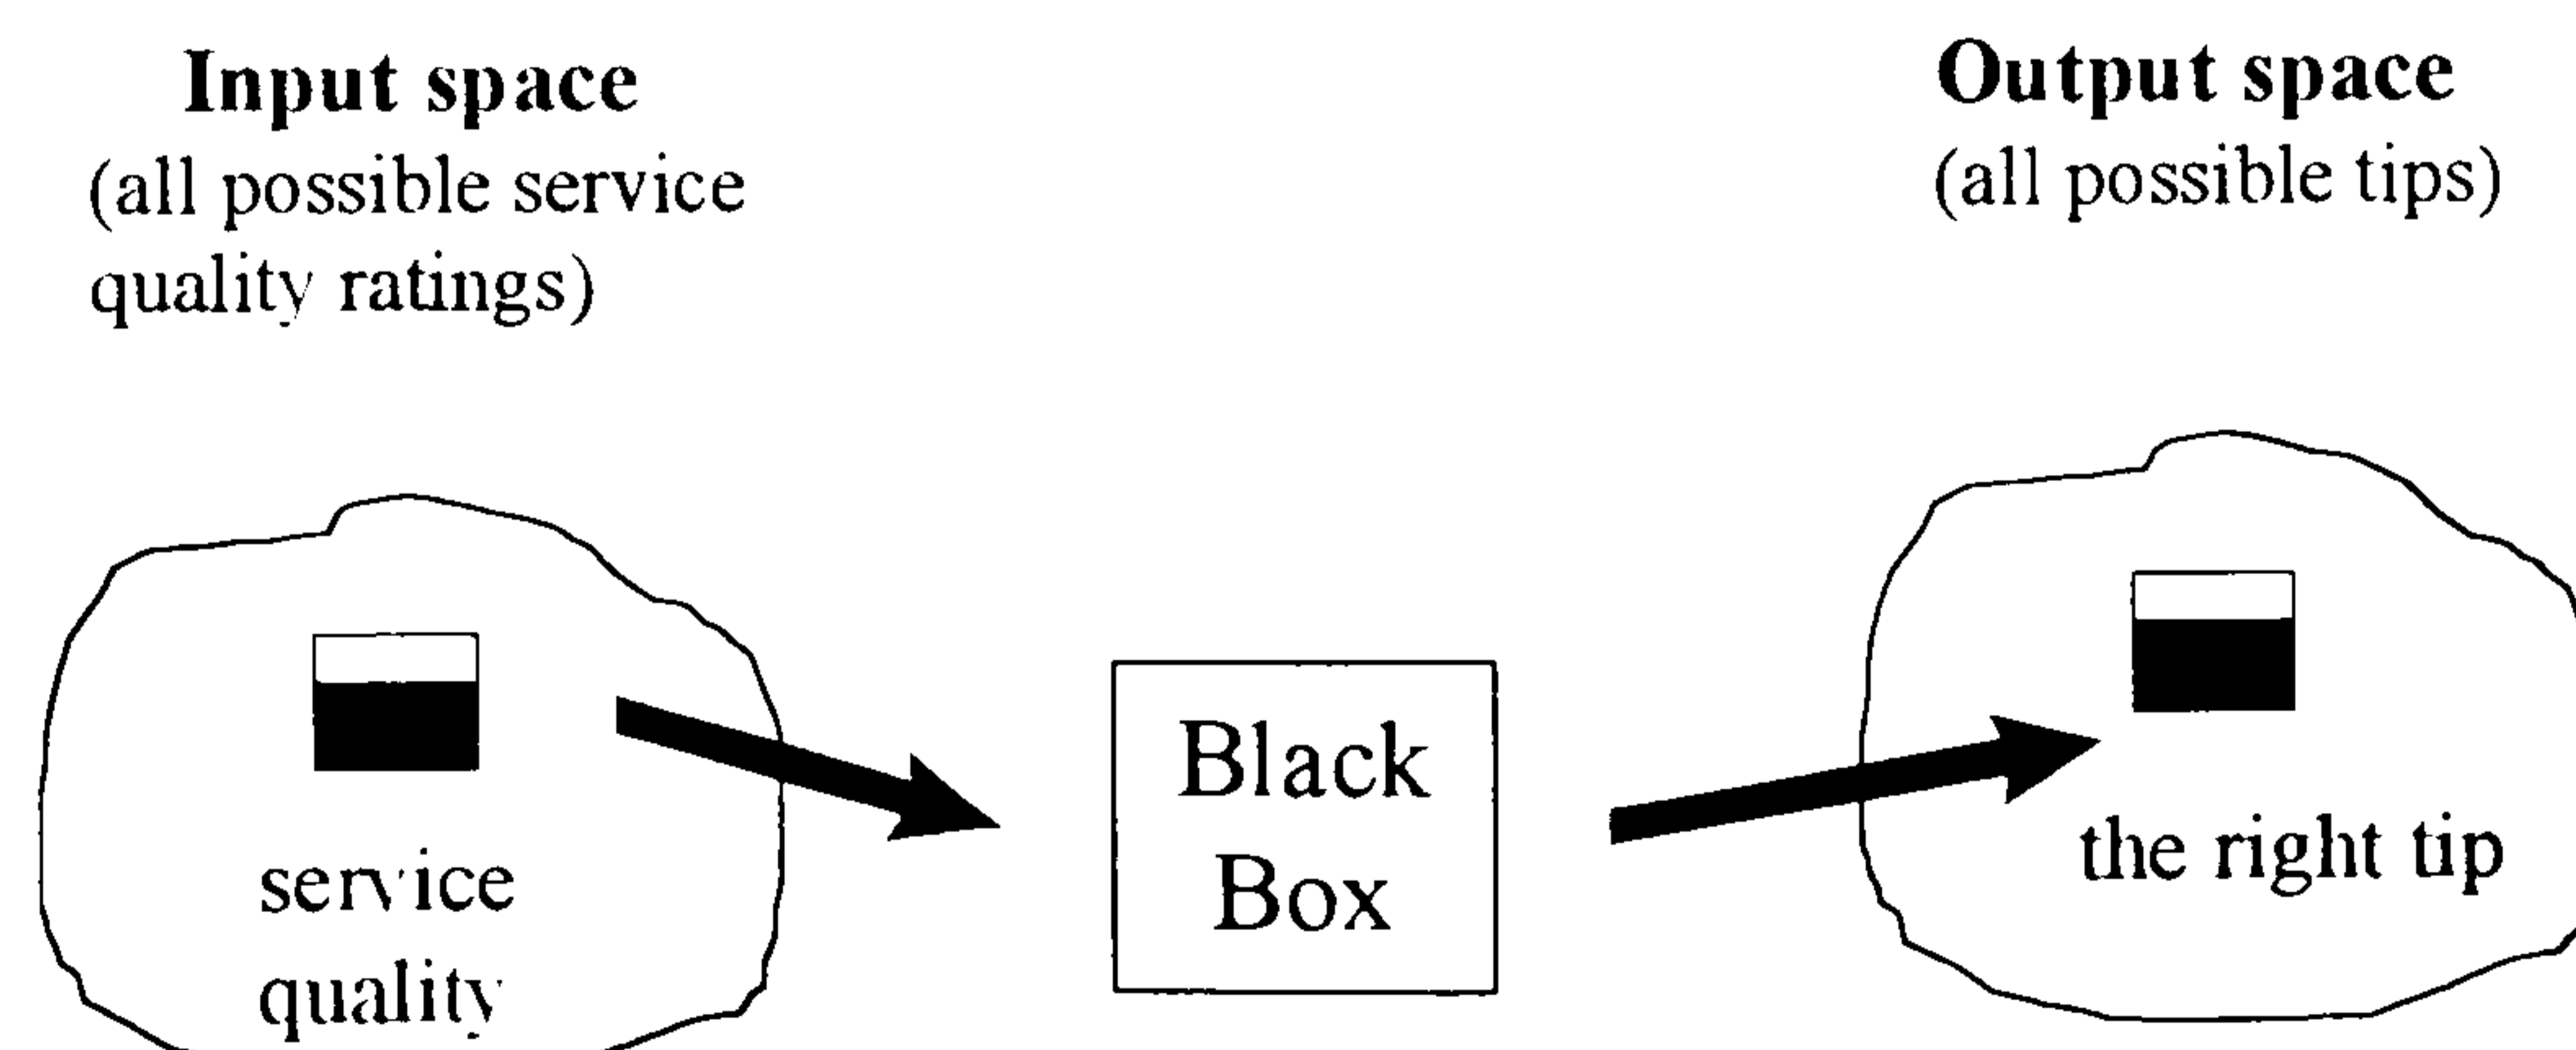 Input space
(all possible service
quality ratings)
Output space
(all possible tips)
service
quality
Black
Box
the right tip